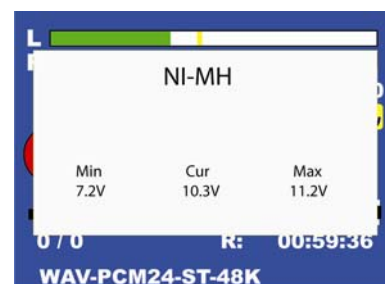 L
NI-MH
Min Cur Max
7.2V 10.3V 11.2V
0 / 0 R: 00:59:36
WAV-PCM24-ST-48K